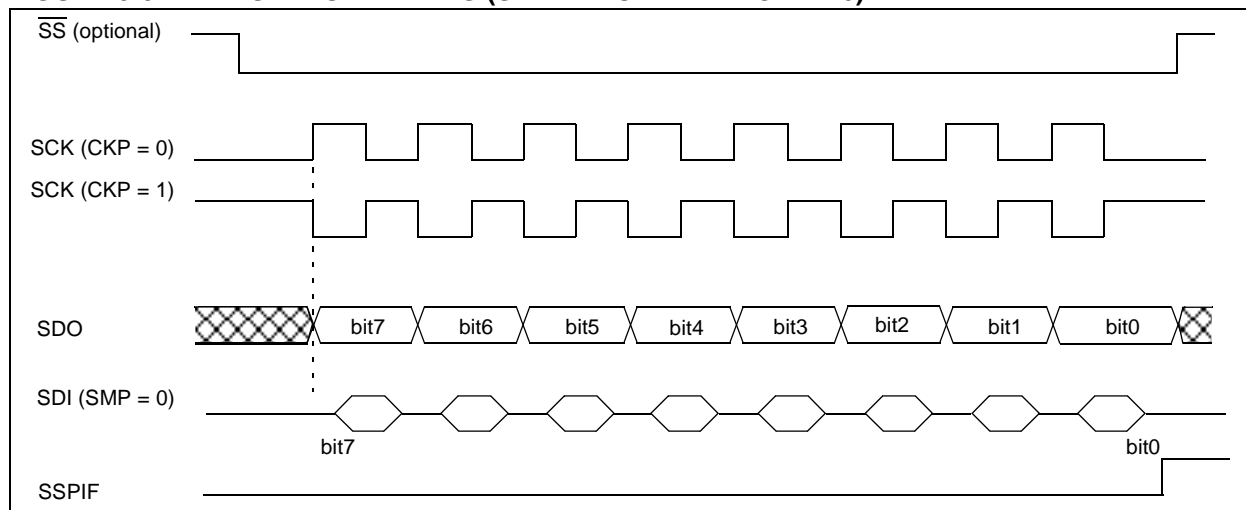 SS (optional)
SCK (CKP = 0)
SCK (CKP = 1)
SDO
bit7 bit6 bit5 bit4 bit3 bit2 bit1 bit0
SDI (SMP = 0)
bit7 bit0
SSPIF